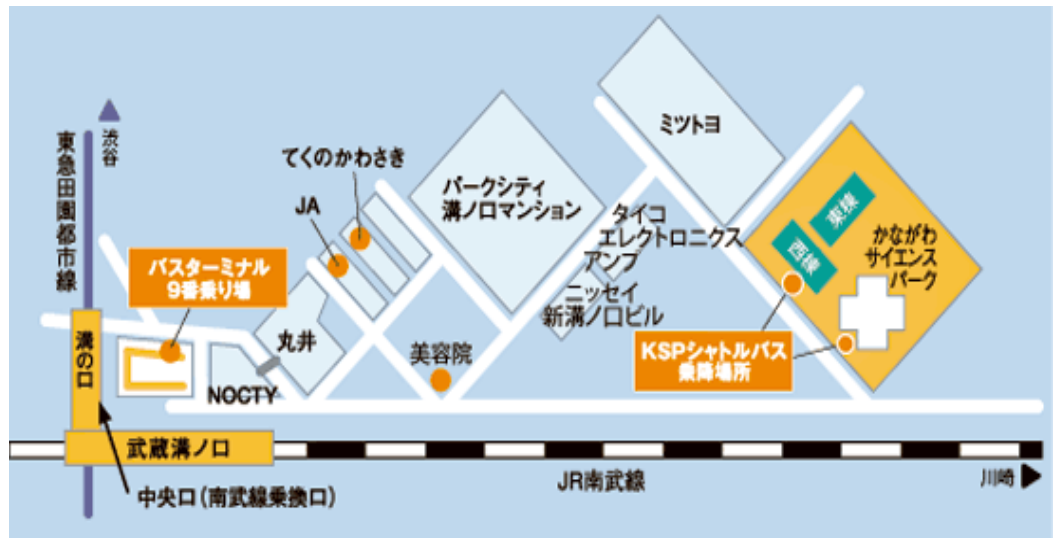 渋谷
東急田園都市線
ミツトヨ
てくのかわさき
JA
パークシティ
溝ノ口マンション
タイコ
エレクトロニクス
アンプ
東棟
西棟
かながわ
サイエンス
パーク
バスターミナル
9番乗り場
ニッセイ
新溝ノ口ビル
溝の口
丸井
美容院
KSPシャトルバス
乗降場所
NOCTY
武蔵溝ノ口
JR南武線
川崎
中央口(南武線乗換口)